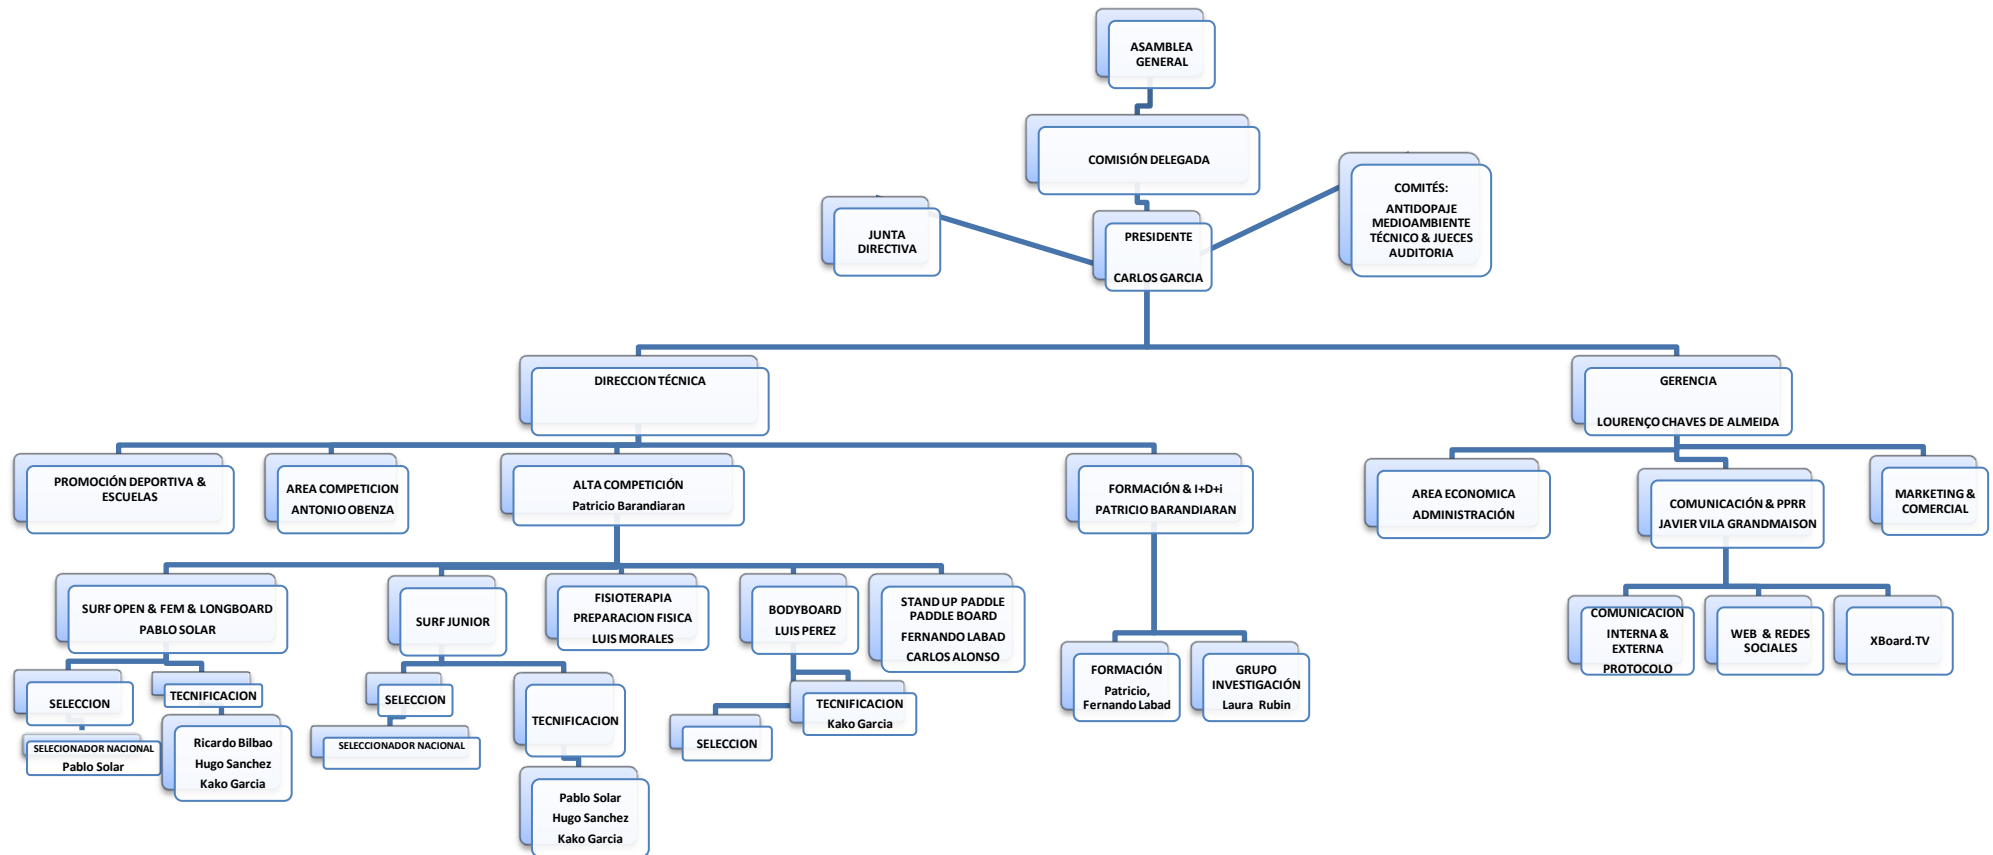 ASAMBLEA
GENERAL
COMISIÓN DELEGADA
COMITÉS:
ANTIDOPAJE
MEDIOAMBIENTE
TÉCNICO & JUECES
AUDITORIA
JUNTA
DIRECTIVA
PRESIDENTE
CARLOS GARCIA
DIRECCION TÉCNICA
GERENCIA
LOURENÇO CHAVES DE ALMEIDA
PROMOCIÓN DEPORTIVA &
ESCUELAS
AREA COMPETICION
ANTONIO OBENZA
ALTA COMPETICIÓN
Patricio Barandiaran
FORMACIÓN & I+D+i
PATRICIO BARANDIARAN
AREA ECONOMICA
ADMINISTRACIÓN
COMUNICACIÓN & PPRR
JAVIER VILA GRANDMAISON
MARKETING &
COMERCIAL
SURF OPEN & FEM & LONGBOARD
PABLO SOLAR
SURF JUNIOR
FISIOTERAPIA
PREPARACION FISICA
LUIS MORALES
BODYBOARD
LUIS PEREZ
STAND UP PADDLE
PADDLE BOARD
FERNANDO LABAD
CARLOS ALONSO
FORMACIÓN
Patricio,
Fernando Labad
GRUPO
INVESTIGACIÓN
Laura Rubin
COMUNICACION
INTERNA &
EXTERNA
PROTOCOLO
WEB & REDES
SOCIALES
XBoard.TV
SELECCION
TECNIFICACION
SELECIONADOR NACIONAL
Pablo Solar
Ricardo Bilbao
Hugo Sanchez
Kako Garcia
SELECCION
SELECCIONADOR NACIONAL
TECNIFICACION
Pablo Solar
Hugo Sanchez
Kako Garcia
SELECCION
TECNIFICACION
Kako Garcia